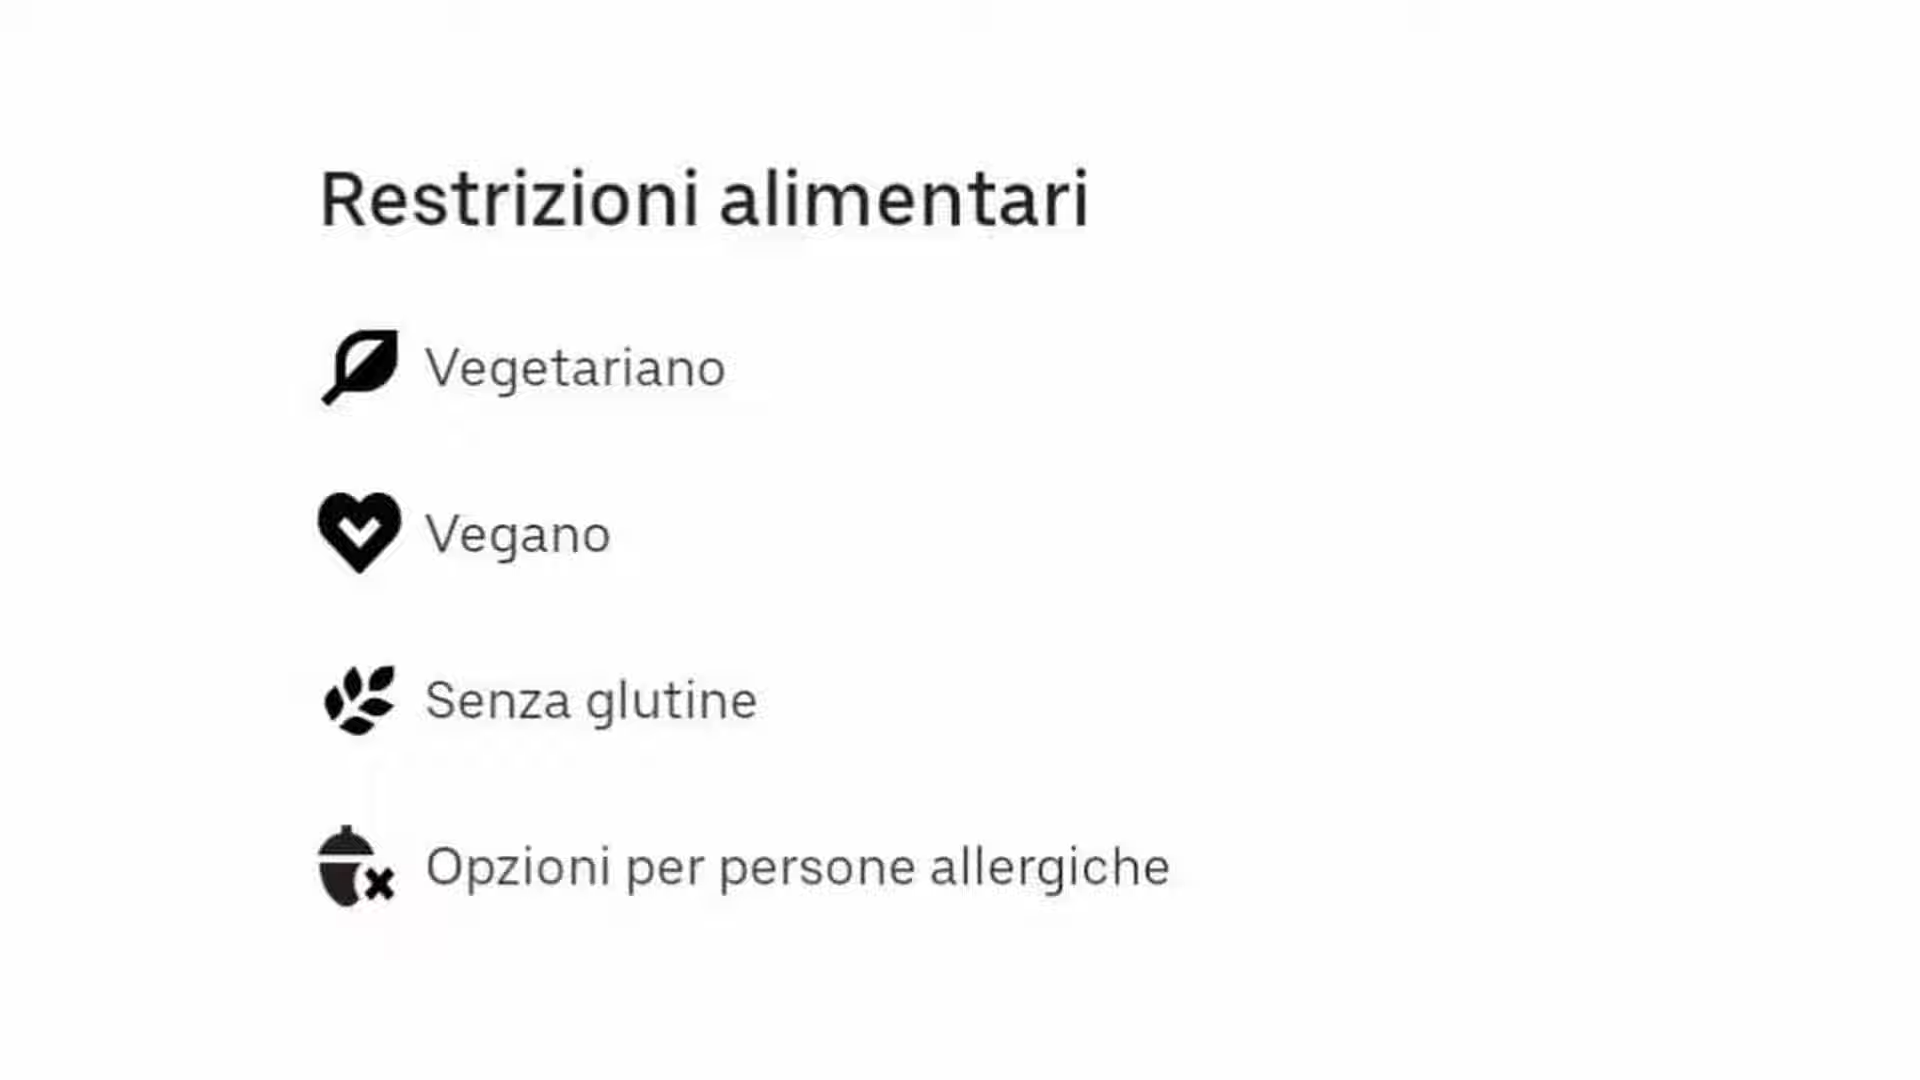 Restrizioni alimentari
Vegetariano
Vegano
Senza glutine
Opzioni per persone allergiche